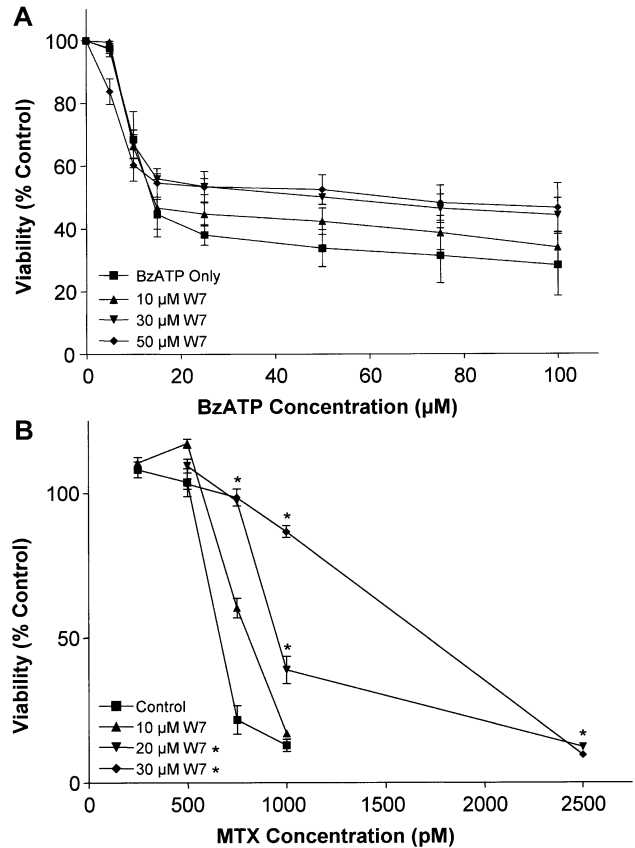 A
100
80
60
40
20
0
Viability (% Control)
BzATP Only
10 µM W7
30 µM W7
50 µM W7
0 20 40 60 80 100
BzATP Concentration (µM)
B
100
50
0
Viability (% Control)
*
*
*
*
Control
10 µM W7
20 µM W7 *
30 µM W7 *
0 500 1000 1500 2000 2500
MTX Concentration (pM)